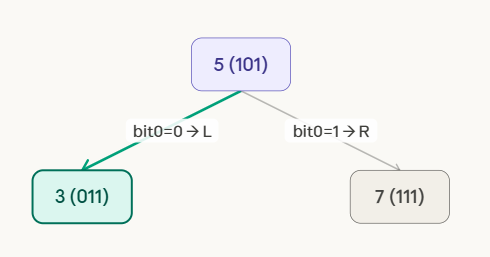 5 (101)
bit0=0 → L
bit0=1 → R
3 (011)
7 (111)